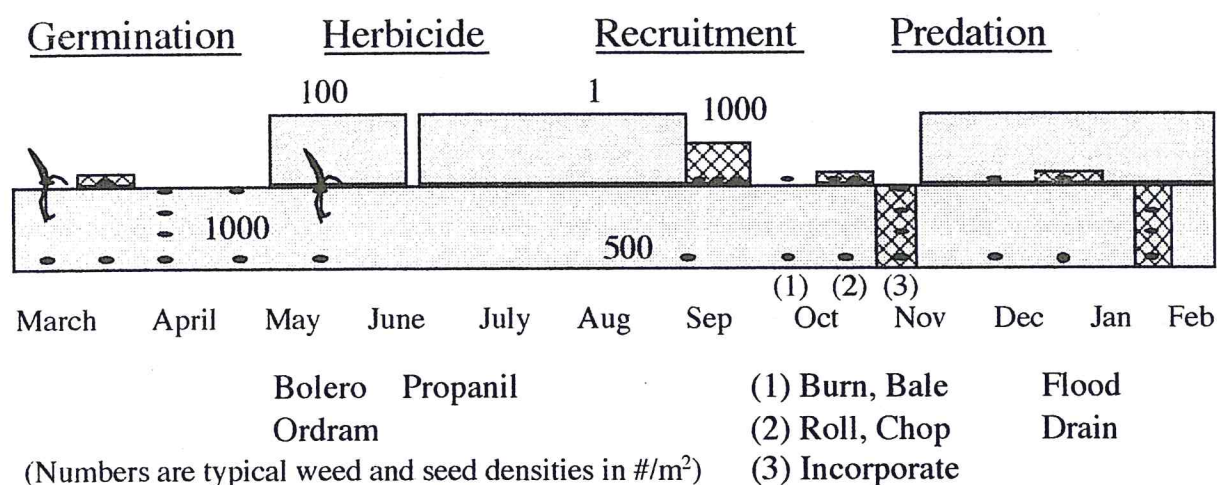 Germination Herbicide Recruitment Predation
100 1 1000
1000 500
(1) (2) (3)
March April May June July Aug Sep Oct Nov Dec Jan Feb
Bolero Propanil (1) Burn, Bale Flood
Ordram (2) Roll, Chop Drain
(Numbers are typical weed and seed densities in #/m²) (3) Incorporate